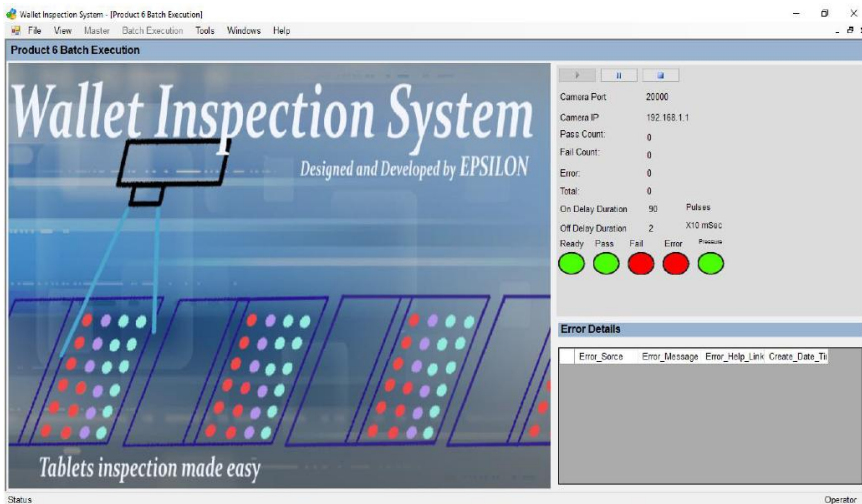 Wallet Inspection System - [Product 6 Batch Execution]
File View Master Batch Execution Tools Windows Help
Product 6 Batch Execution
Wallet Inspection System
Designed and Developed by EPSILON
Tablets inspection made easy
Camera Port 20000
Camera IP 192.168.1.1
Pass Count: 0
Fail Count: 0
Error: 0
Total: 0
On Delay Duration 90 Pulses
Off Delay Duration 2 X10 mSec
Ready Pass Fail Error Pressure
Error Details
Error_Sorce Error_Message Error_Help_Link Create_Date_Ti
Status Operator